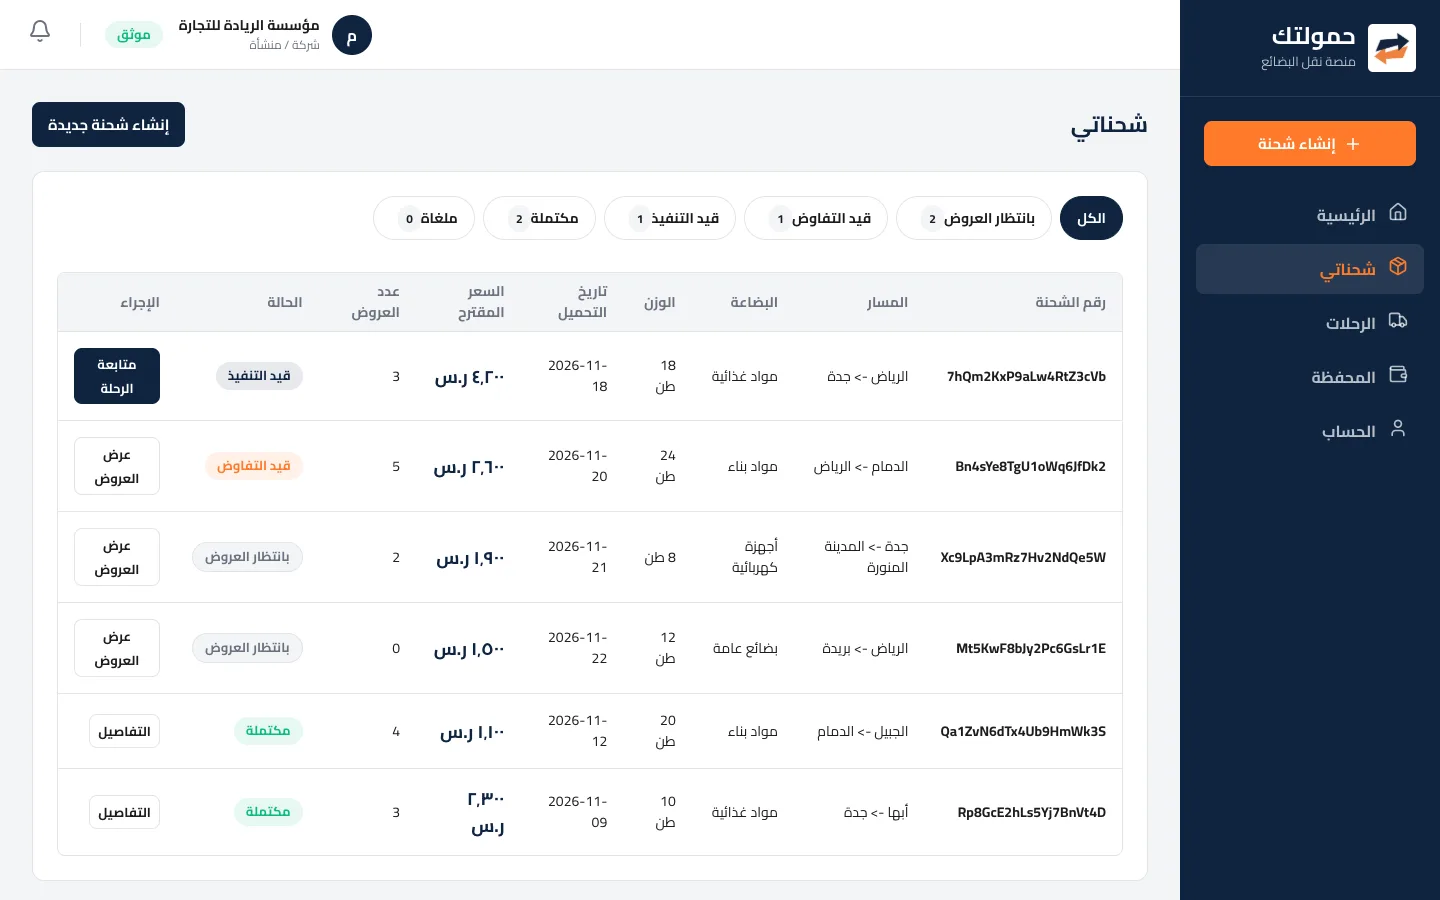 حمولتك
منصة نقل البضائع
إنشاء شحنة
الرئيسية
شحناتي
الرحلات
المحفظة
الحساب
م
مؤسسة الريادة للتجارة
شركة / منشأة
موثق
شحناتي
إنشاء شحنة جديدة
الكل
بانتظار العروض 2
قيد التفاوض 1
قيد التنفيذ 1
مكتملة 2
ملغاة 0
رقم الشحنة
المسار
البضاعة
الوزن
تاريخ
التحميل
السعر
المقترح
عدد
العروض
الحالة
الإجراء
7hQm2KxP9aLw4RtZ3cVb
الرياض -> جدة
مواد غذائية
18
طن
2026-11-
18
٤,٢٠٠ ر.س
3
قيد التنفيذ
متابعة
الرحلة
Bn4sYe8TgU1oWq6JfDk2
الدمام -> الرياض
مواد بناء
24
طن
2026-11-
20
٢,٦٠٠ ر.س
5
قيد التفاوض
عرض
العروض
Xc9LpA3mRz7Hv2NdQe5W
جدة -> المدينة
المنورة
أجهزة
كهربائية
8 طن
2026-11-
21
١,٩٠٠ ر.س
2
بانتظار العروض
عرض
العروض
Mt5KwF8bJy2Pc6GsLr1E
الرياض -> بريدة
بضائع عامة
12
طن
2026-11-
22
١,٥٠٠ ر.س
0
بانتظار العروض
عرض
العروض
Qa1ZvN6dTx4Ub9HmWk3S
الجبيل -> الدمام
مواد بناء
20
طن
2026-11-
12
١,١٠٠ ر.س
4
مكتملة
التفاصيل
Rp8GcE2hLs5Yj7BnVt4D
أبها -> جدة
مواد غذائية
10
طن
2026-11-
09
٢,٣٠٠
ر.س
3
مكتملة
التفاصيل